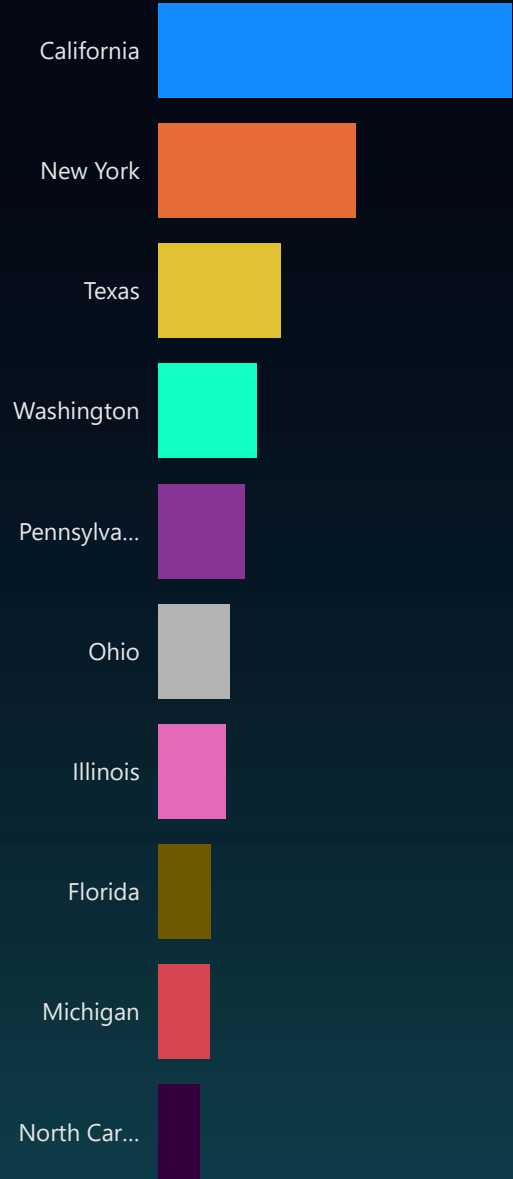 California
New York
Texas
Washington
Pennsylva...
Ohio
Illinois
Florida
Michigan
North Car...